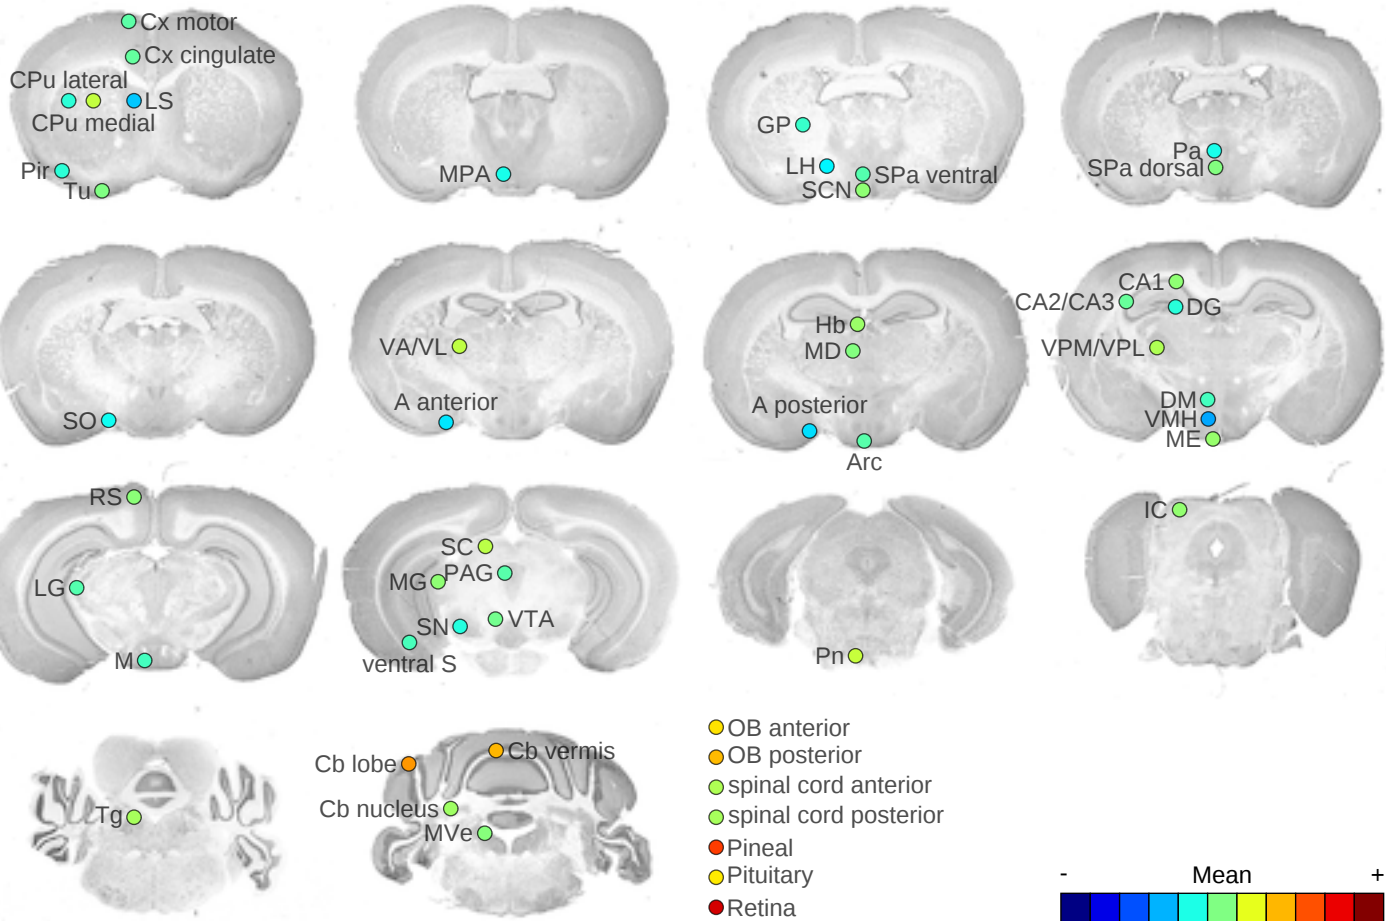 Cx motor
Cx cingulate
CPu lateral
LS
CPu medial
Pir
Tu
MPA
GP
LH
SPa ventral
SCN
Pa
SPa dorsal
SO
VA/VL
A anterior
Hb
MD
A posterior
Arc
CA1
CA2/CA3
DG
VPM/VPL
DM
VMH
ME
RS
LG
M
SC
PAG
MG
VTA
SN
ventral S
Pn
IC
Tg
Cb lobe
Cb vermis
Cb nucleus
MVe
OB anterior
OB posterior
spinal cord anterior
spinal cord posterior
Pineal
Pituitary
Retina
- Mean +